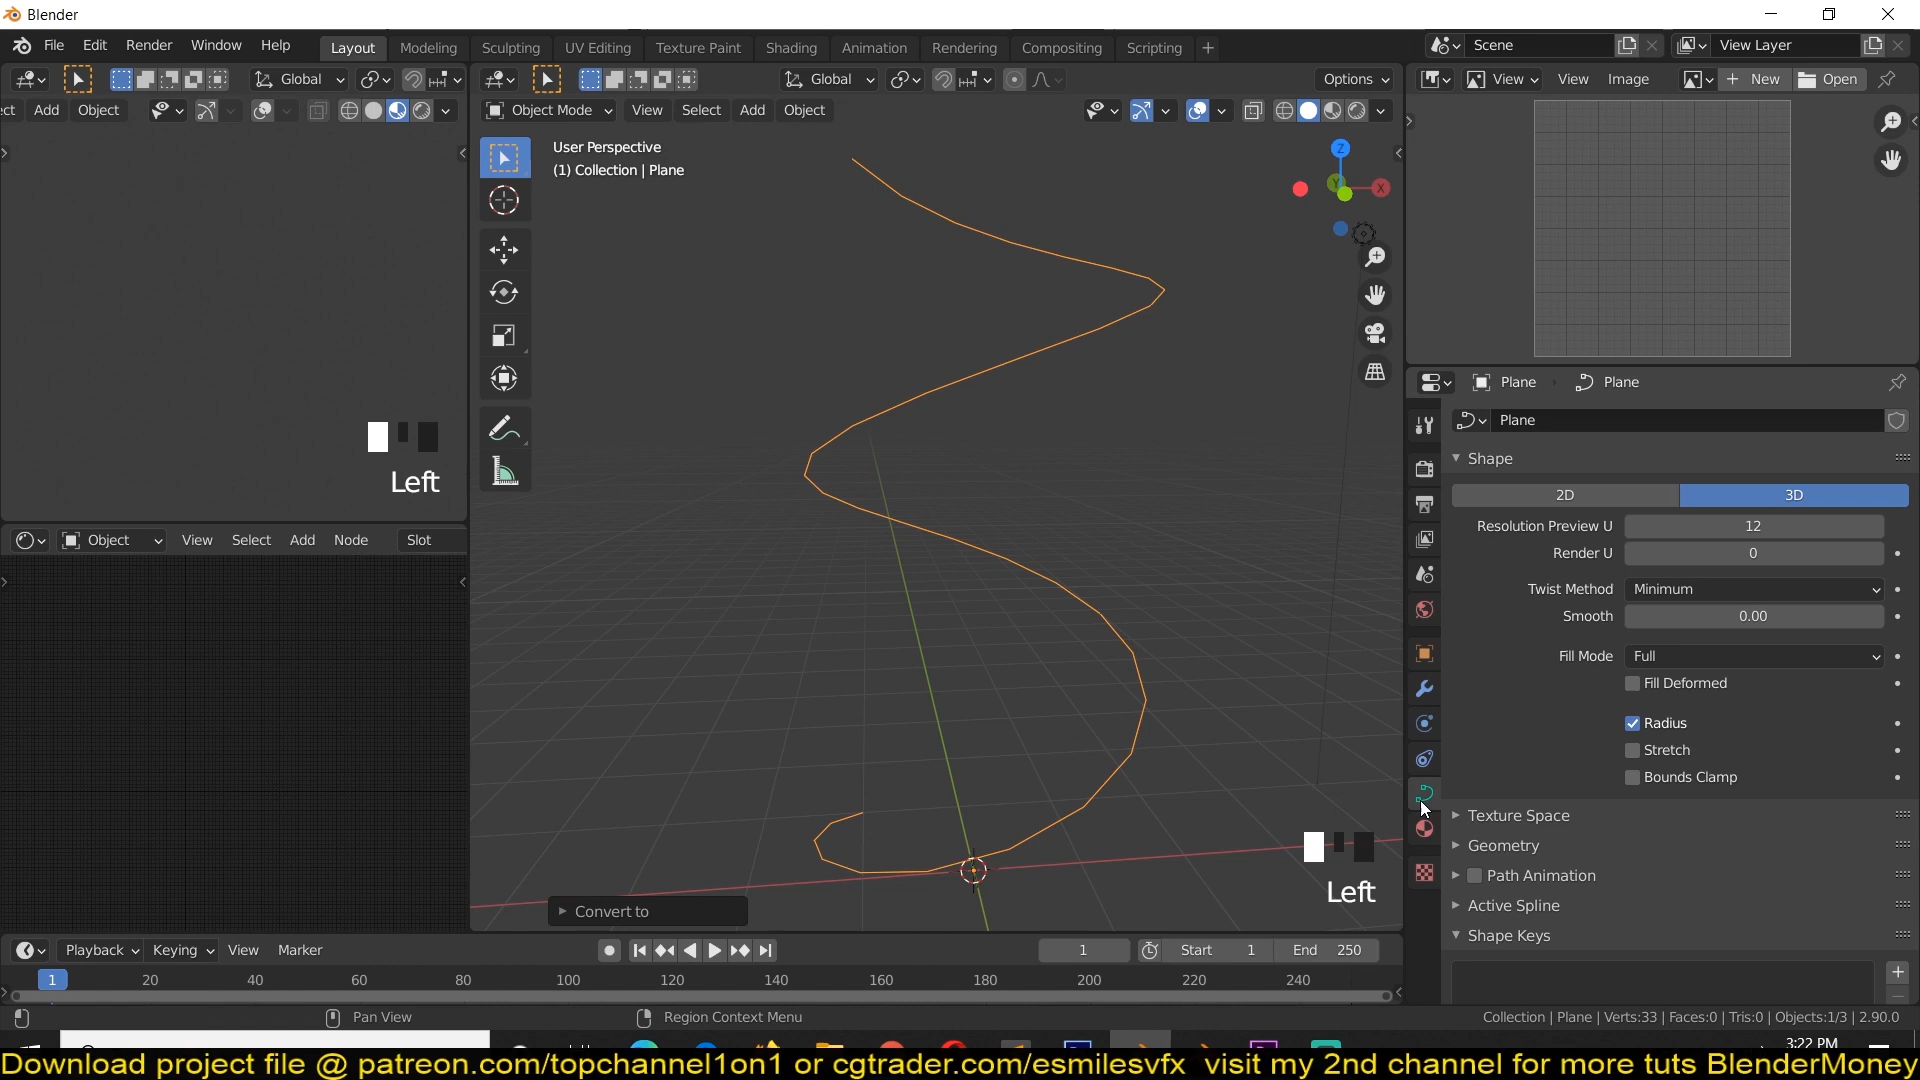 Blender
File Edit Render Window Help Layout Modeling Sculpting UV Editing Texture Paint Shading Animation Rendering Compositing Scripting + Scene View Layer
Global Global Options View View Image + New Open
ect Add Object Object Mode View Select Add Object
User Perspective
(1) Collection | Plane
Z
Y X
Plane Plane
Plane
Shape
2D 3D
Resolution Preview U 12
Render U 0
Twist Method Minimum
Smooth 0.00
Fill Mode Full
Fill Deformed
Radius
Stretch
Bounds Clamp
Texture Space
Geometry
Path Animation
Active Spline
Shape Keys
Left
Object View Select Add Node Slot
Left
Convert to
Playback Keying View Marker 1 Start 1 End 250
1 20 40 60 80 100 120 140 160 180 200 220 240
Pan View Region Context Menu Collection | Plane | Verts:33 | Faces:0 | Tris:0 | Objects:1/3 | 2.90.0
3:22 PM
Download project file @ patreon.com/topchannel1on1 or cgtrader.com/esmilesvfx visit my 2nd channel for more tuts BlenderMoney